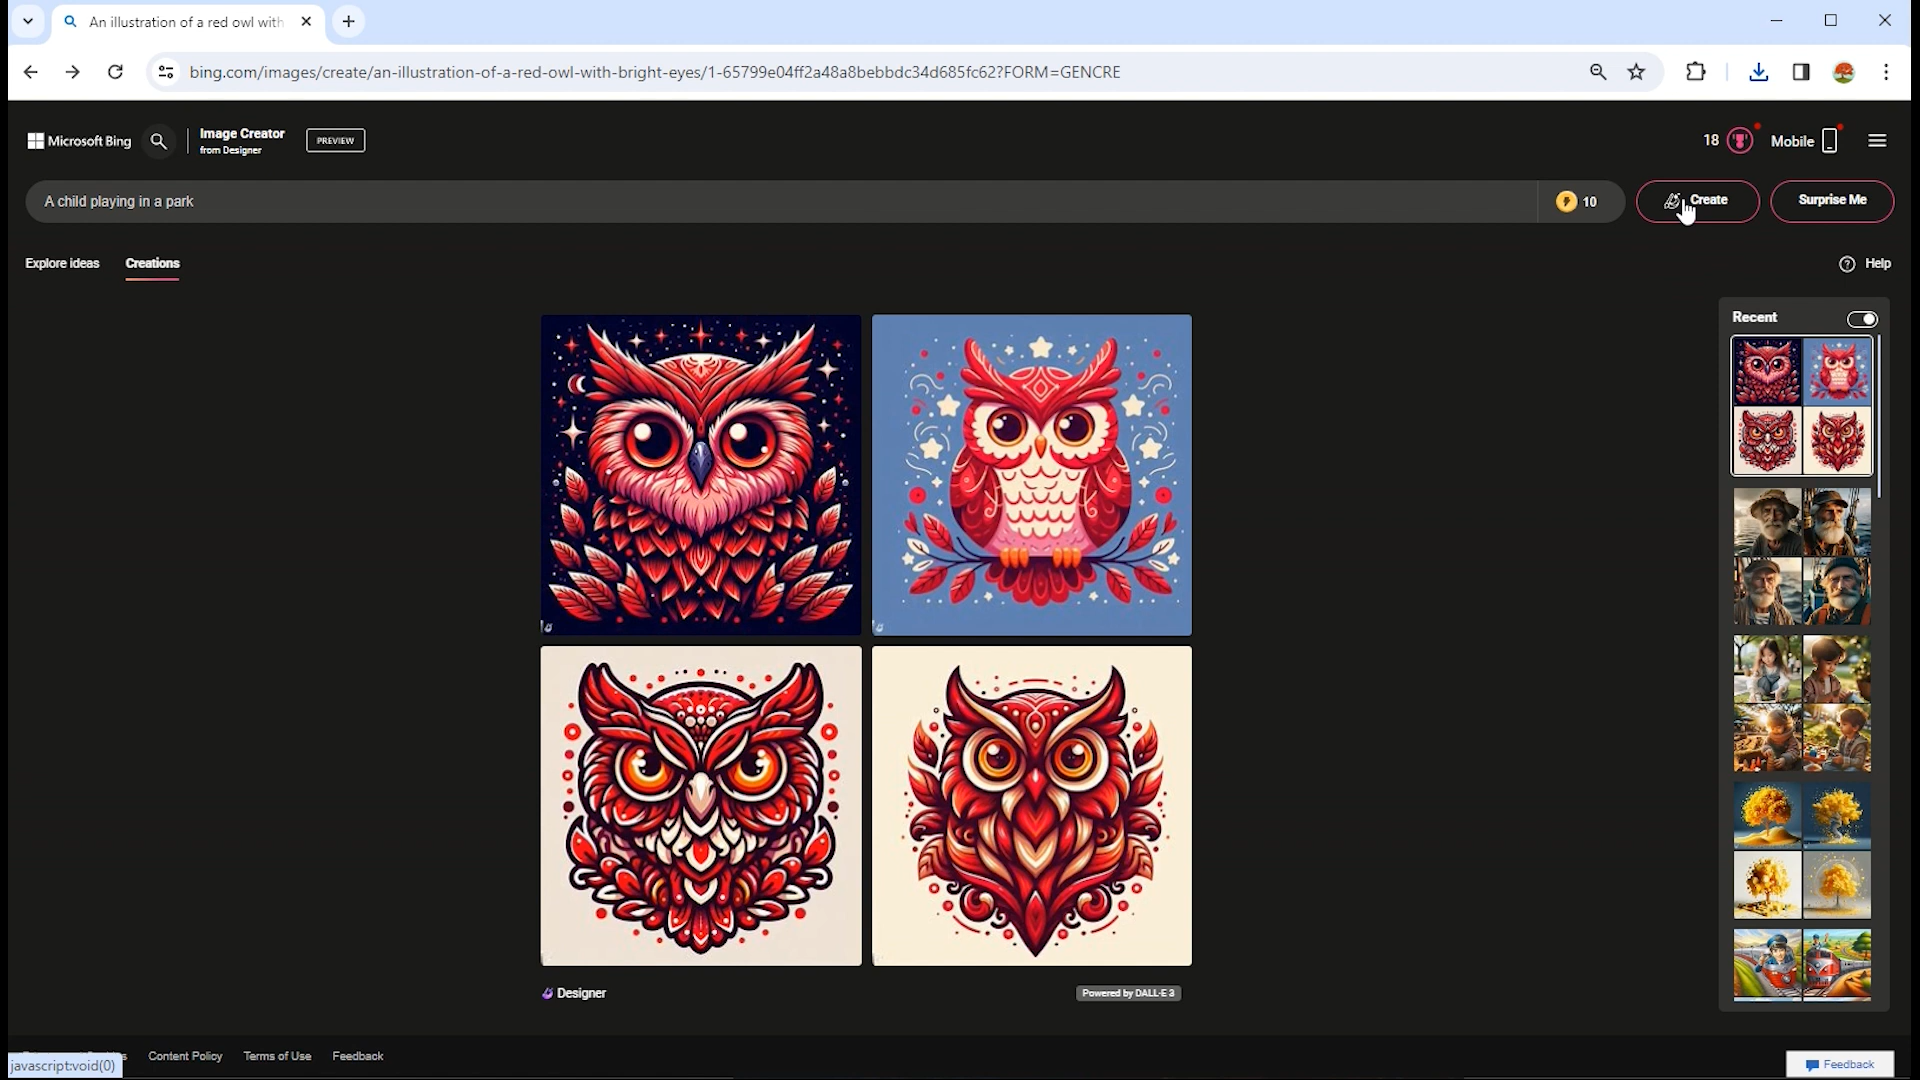 An illustration of a red owl with
bing.com/images/create/an-illustration-of-a-red-owl-with-bright-eyes/1-65799e04ff2a48a8bebbdc34d685fc62?FORM=GENCRE
Microsoft Bing
Image Creator
from Designer
PREVIEW
18
Mobile
A child playing in a park
10
Create
Surprise Me
Explore ideas
Creations
Help
Recent
Designer
Powered by DALL·E 3
Content Policy
Terms of Use
Feedback
javascript:void(0)
Feedback